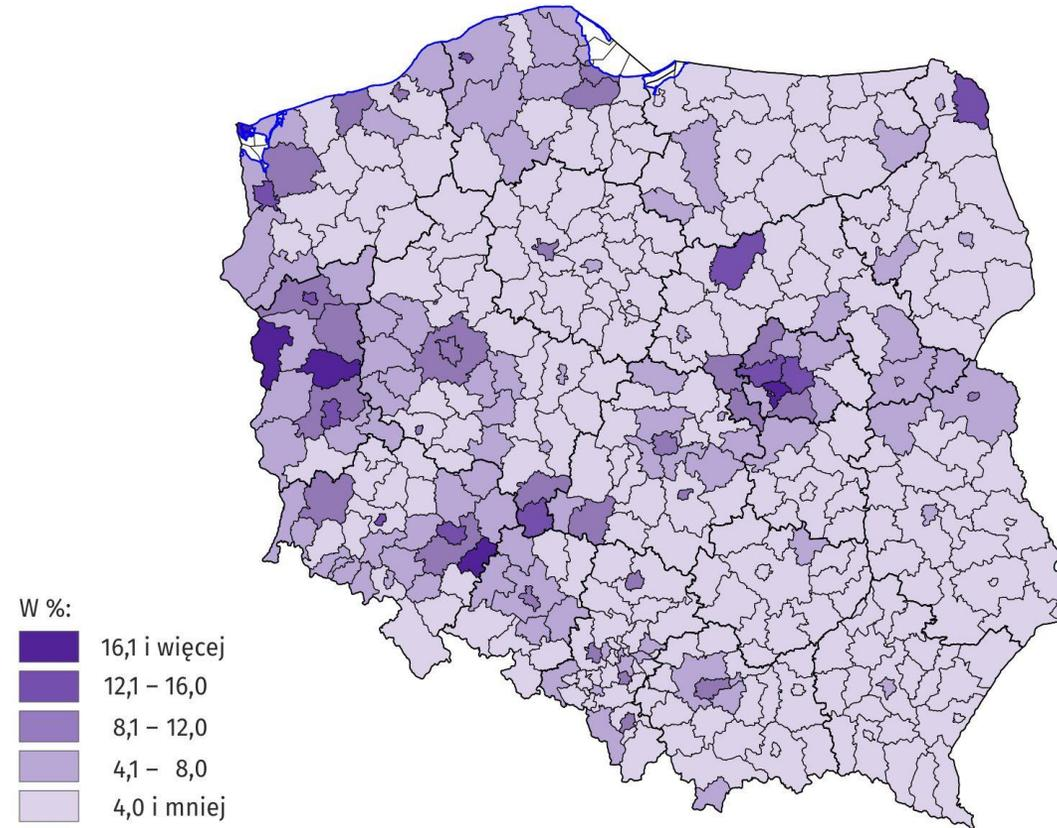 W %:
16,1 i więcej
12,1 – 16,0
8,1 – 12,0
4,1 – 8,0
4,0 i mniej